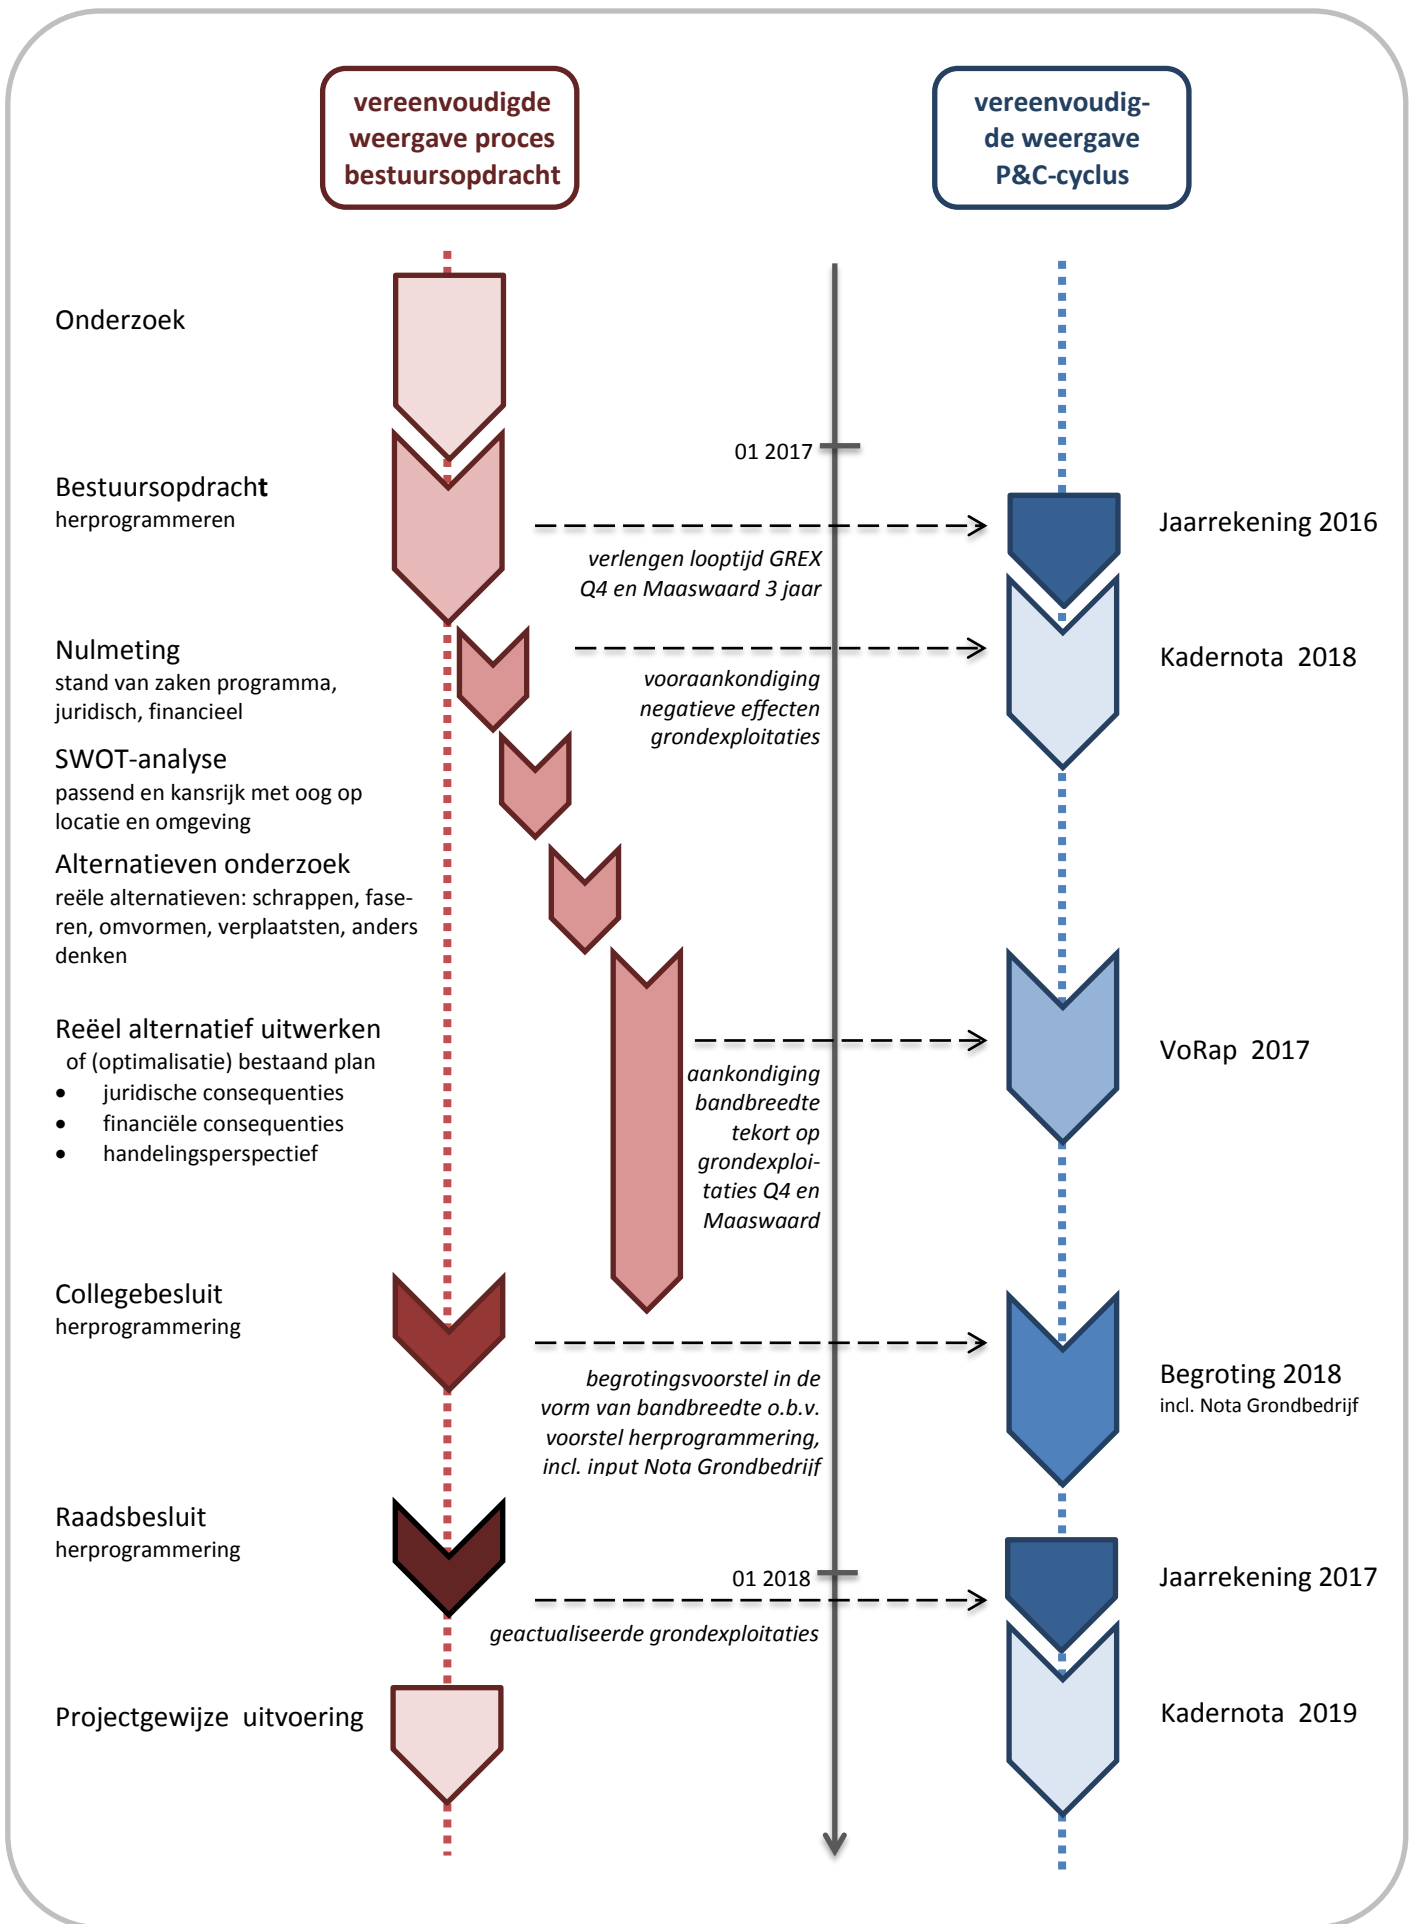 vereenvoudigde
weergave proces
bestuursopdracht
vereenvoudig-
de weergave
P&C-cyclus
Onderzoek
01 2017
Bestuursopdracht
herprogrammeren
Jaarrekening 2016
verlengen looptijd GREX
Q4 en Maaswaard 3 jaar
Nulmeting
stand van zaken programma,
juridisch, financieel
Kadernota 2018
vooraankondiging
negatieve effecten
grondexploitaties
SWOT-analyse
passend en kansrijk met oog op
locatie en omgeving
Alternatieven onderzoek
reële alternatieven: schrappen, fase-
ren, omvormen, verplaatsten, anders
denken
Reëel alternatief uitwerken
of (optimalisatie) bestaand plan
• juridische consequenties
• financiële consequenties
• handelingsperspectief
VoRap 2017
aankondiging
bandbreedte
tekort op
grondexploi-
taties Q4 en
Maaswaard
Collegebesluit
herprogrammering
begrotingsvoorstel in de
vorm van bandbreedte o.b.v.
voorstel herprogrammering,
incl. input Nota Grondbedrijf
Begroting 2018
incl. Nota Grondbedrijf
Raadsbesluit
herprogrammering
01 2018
Jaarrekening 2017
geactualiseerde grondexploitaties
Projectgewijze uitvoering
Kadernota 2019